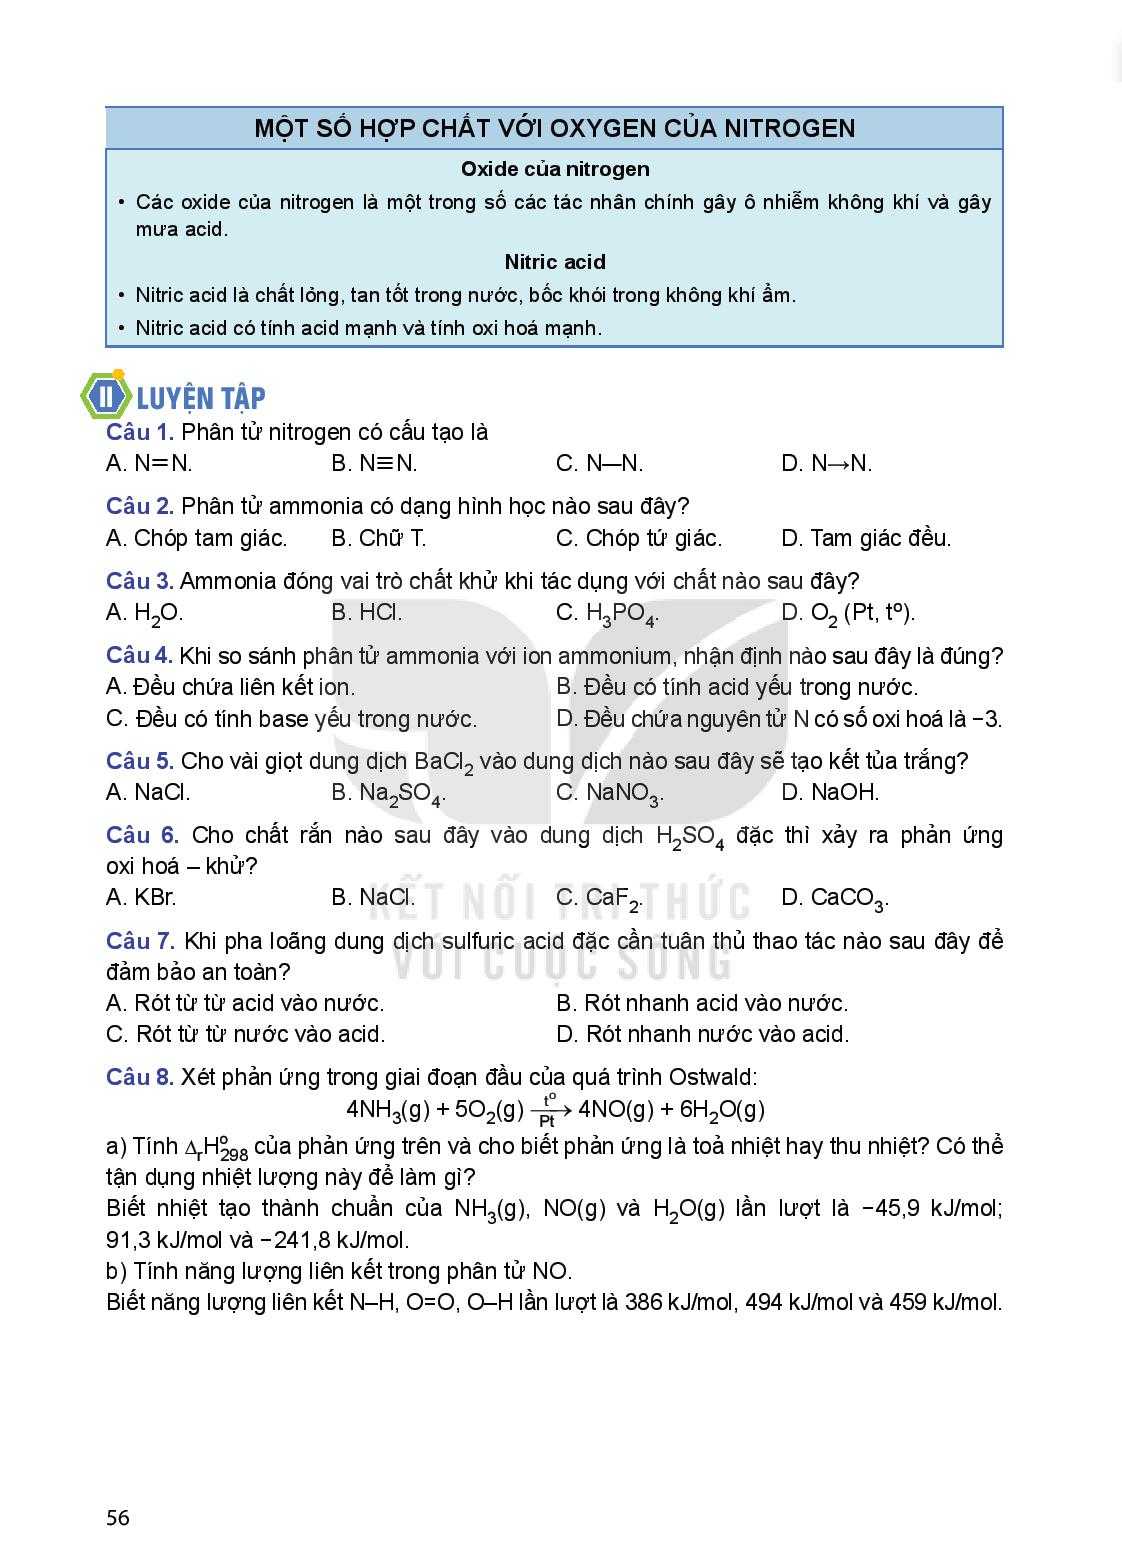 MỘT SỐ HỢP CHẤT VỚI OXYGEN CỦA NITROGEN
Oxide của nitrogen
• Các oxide của nitrogen là một trong số các tác nhân chính gây ô nhiễm không khí và gây
mưa acid.
Nitric acid
• Nitric acid là chất lỏng, tan tốt trong nước, bốc khói trong không khí ẩm.
• Nitric acid có tính acid mạnh và tính oxi hoá mạnh.
II LUYỆN TẬP
Câu 1. Phân tử nitrogen có cấu tạo là
A. N=N. B. N≡N. C. N—N. D. N→N.
Câu 2. Phân tử ammonia có dạng hình học nào sau đây?
A. Chóp tam giác. B. Chữ T. C. Chóp tứ giác. D. Tam giác đều.
Câu 3. Ammonia đóng vai trò chất khử khi tác dụng với chất nào sau đây?
A. H₂O. B. HCl. C. H₃PO₄. D. O₂ (Pt, tº).
Câu 4. Khi so sánh phân tử ammonia với ion ammonium, nhận định nào sau đây là đúng?
A. Đều chứa liên kết ion. B. Đều có tính acid yếu trong nước.
C. Đều có tính base yếu trong nước. D. Đều chứa nguyên tử N có số oxi hoá là −3.
Câu 5. Cho vài giọt dung dịch BaCl₂ vào dung dịch nào sau đây sẽ tạo kết tủa trắng?
A. NaCl. B. Na₂SO₄. C. NaNO₃. D. NaOH.
Câu 6. Cho chất rắn nào sau đây vào dung dịch H₂SO₄ đặc thì xảy ra phản ứng
oxi hoá – khử?
A. KBr. B. NaCl. C. CaF₂. D. CaCO₃.
KẾT NỐI TRI THỨC
Câu 7. Khi pha loãng dung dịch sulfuric acid đặc cần tuân thủ thao tác nào sau đây để
VỚI CUỘC SỐNG
đảm bảo an toàn?
A. Rót từ từ acid vào nước. B. Rót nhanh acid vào nước.
C. Rót từ từ nước vào acid. D. Rót nhanh nước vào acid.
Câu 8. Xét phản ứng trong giai đoạn đầu của quá trình Ostwald:
4NH₃(g) + 5O₂(g) —tº/Pt→ 4NO(g) + 6H₂O(g)
a) Tính ΔᵣHº₂₉₈ của phản ứng trên và cho biết phản ứng là toả nhiệt hay thu nhiệt? Có thể
tận dụng nhiệt lượng này để làm gì?
Biết nhiệt tạo thành chuẩn của NH₃(g), NO(g) và H₂O(g) lần lượt là −45,9 kJ/mol;
91,3 kJ/mol và −241,8 kJ/mol.
b) Tính năng lượng liên kết trong phân tử NO.
Biết năng lượng liên kết N–H, O=O, O–H lần lượt là 386 kJ/mol, 494 kJ/mol và 459 kJ/mol.
56